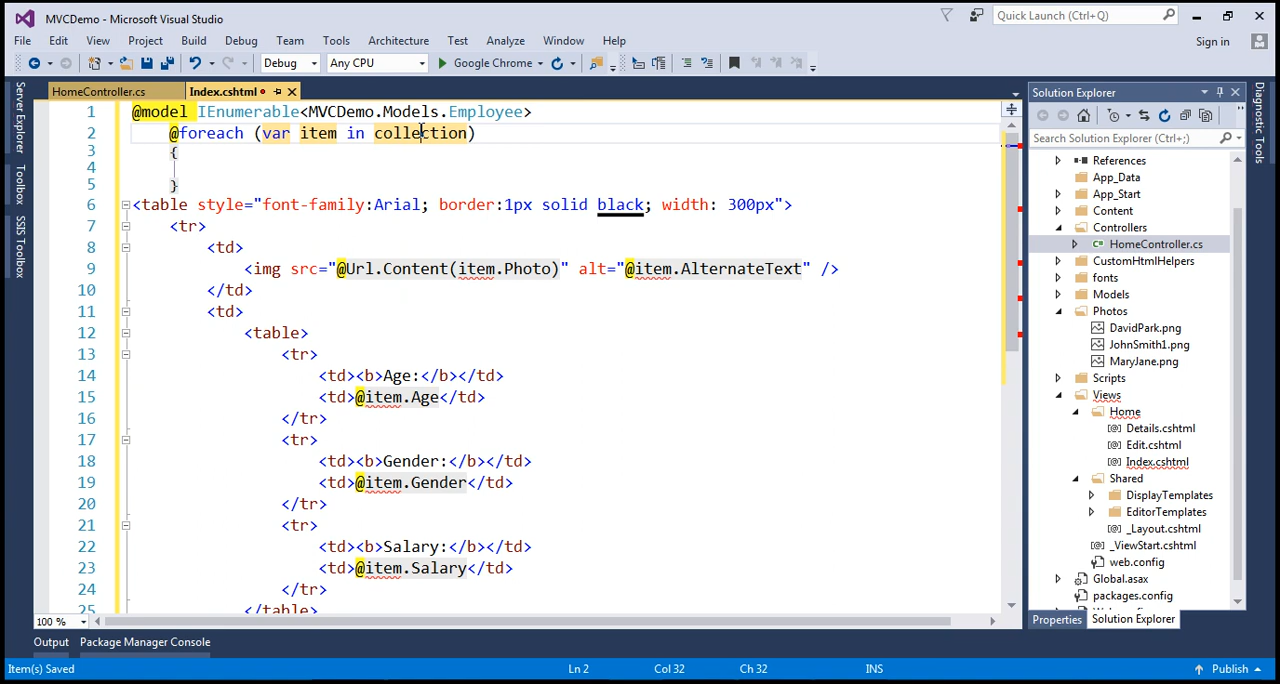 MVCDemo - Microsoft Visual Studio
Quick Launch (Ctrl+Q)
File Edit View Project Build Debug Team Tools Architecture Test Analyze Window Help
Sign in
Debug Any CPU Google Chrome
HomeController.cs Index.cshtml
Server Explorer
Toolbox
SSIS Toolbox
1 @model IEnumerable<MVCDemo.Models.Employee>
2 @foreach (var item in collection)
3 {
4
5 }
6 <table style="font-family:Arial; border:1px solid black; width: 300px">
7 <tr>
8 <td>
9 <img src="@Url.Content(item.Photo)" alt="@item.AlternateText" />
10 </td>
11 <td>
12 <table>
13 <tr>
14 <td><b>Age:</b></td>
15 <td>@item.Age</td>
16 </tr>
17 <tr>
18 <td><b>Gender:</b></td>
19 <td>@item.Gender</td>
20 </tr>
21 <tr>
22 <td><b>Salary:</b></td>
23 <td>@item.Salary</td>
24 </tr>
25 </table>
100 %
Solution Explorer
Search Solution Explorer (Ctrl+;)
References
App_Data
App_Start
Content
Controllers
HomeController.cs
CustomHtmlHelpers
fonts
Models
Photos
DavidPark.png
JohnSmith1.png
MaryJane.png
Scripts
Views
Home
Details.cshtml
Edit.cshtml
Index.cshtml
Shared
DisplayTemplates
EditorTemplates
_Layout.cshtml
_ViewStart.cshtml
web.config
Global.asax
packages.config
Properties Solution Explorer
Diagnostic Tools
Output Package Manager Console
Item(s) Saved Ln 2 Col 32 Ch 32 INS Publish